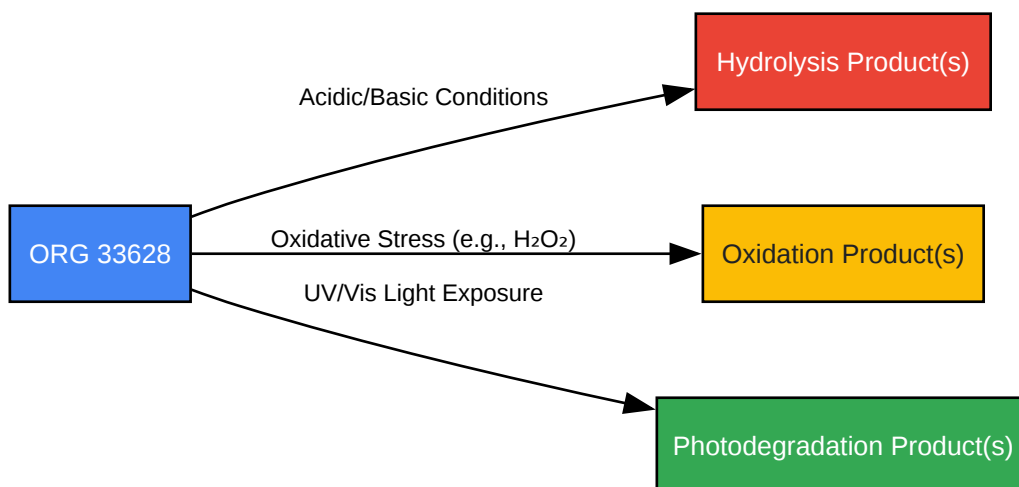 Hydrolysis Product(s)
Acidic/Basic Conditions
ORG 33628
Oxidative Stress (e.g., H₂O₂)
Oxidation Product(s)
UV/Vis Light Exposure
Photodegradation Product(s)